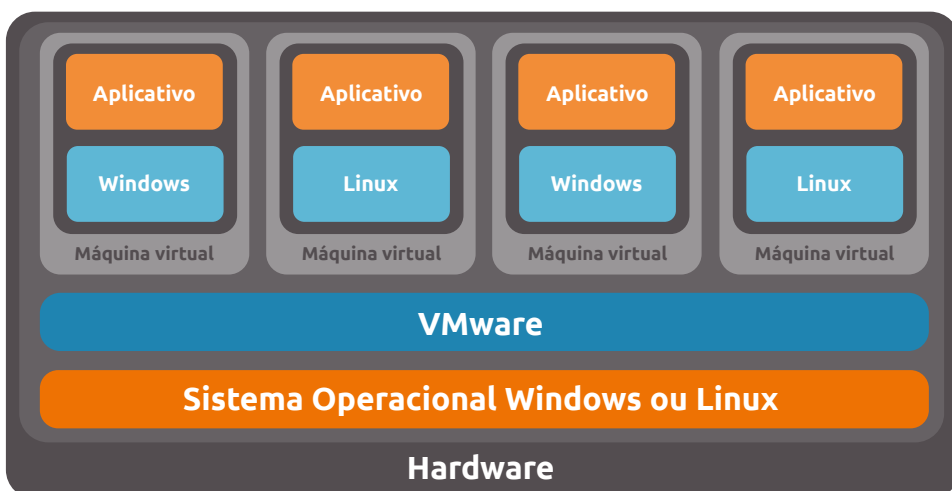 Aplicativo
Aplicativo
Aplicativo
Aplicativo
Windows
Linux
Windows
Linux
Máquina virtual
Máquina virtual
Máquina virtual
Máquina virtual
VMware
Sistema Operacional Windows ou Linux
Hardware